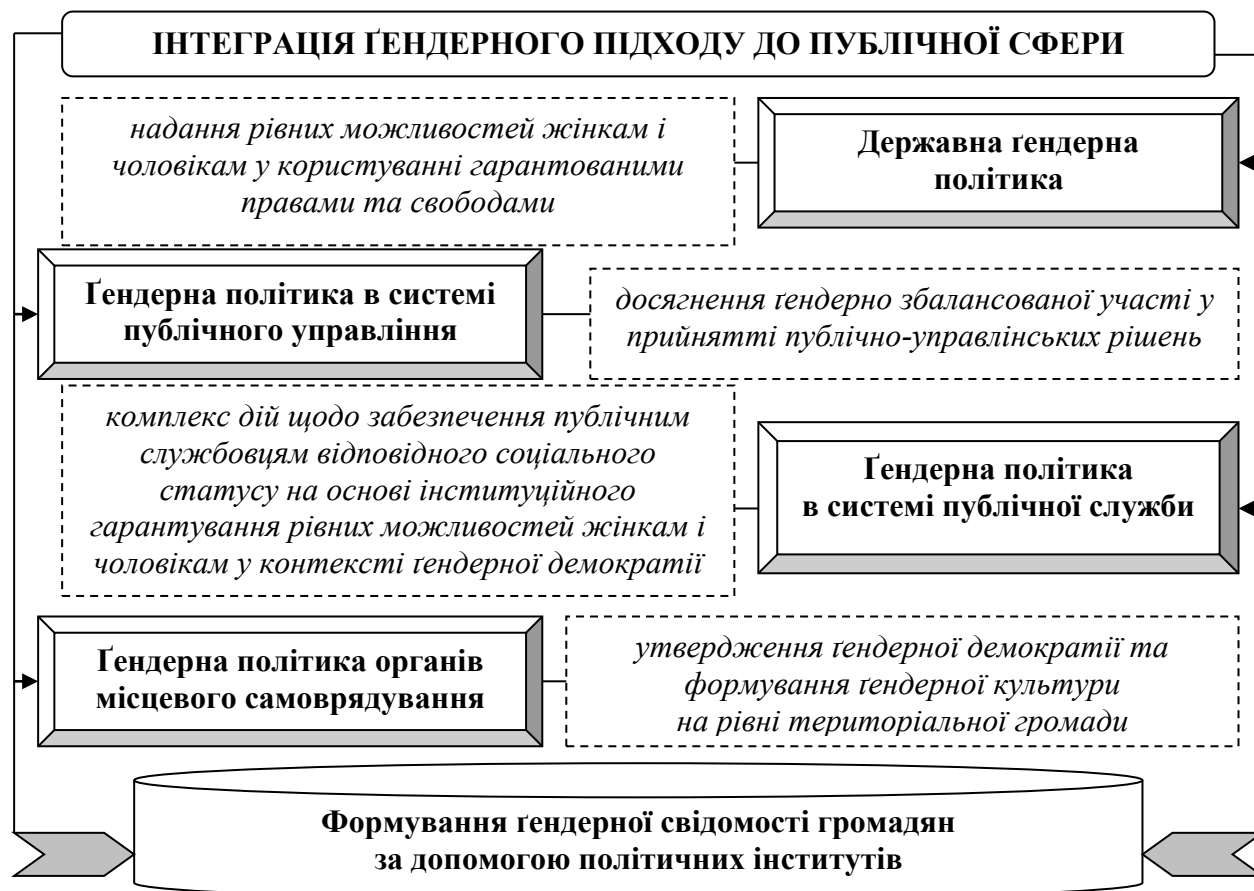 ІНТЕГРАЦІЯ ҐЕНДЕРНОГО ПІДХОДУ ДО ПУБЛІЧНОЇ СФЕРИ
надання рівних можливостей жінкам і
чоловікам у користуванні гарантованими
правами та свободами
Державна ґендерна
політика
Ґендерна політика в системі
публічного управління
досягнення ґендерно збалансованої участі у
прийнятті публічно-управлінських рішень
комплекс дій щодо забезпечення публічним
службовцям відповідного соціального
статусу на основі інституційного
гарантування рівних можливостей жінкам і
чоловікам у контексті ґендерної демократії
Ґендерна політика
в системі публічної служби
Ґендерна політика органів
місцевого самоврядування
утвердження ґендерної демократії та
формування ґендерної культури
на рівні територіальної громади
Формування ґендерної свідомості громадян
за допомогою політичних інститутів